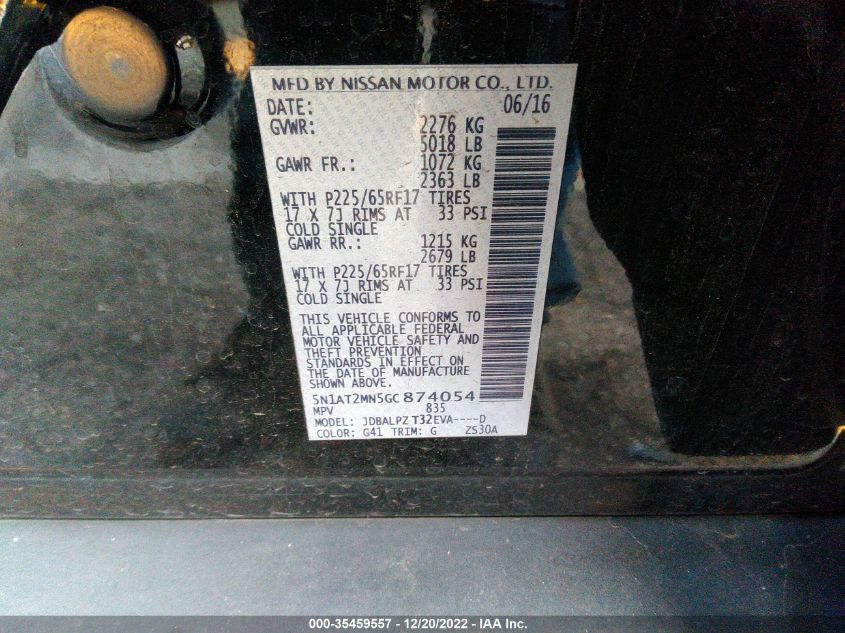 MFD BY NISSAN MOTOR CO., LTD.
DATE: 06/16
GVWR: 2276 KG
5018 LB
GAWR FR.: 1072 KG
2363 LB
WITH P225/65RF17 TIRES
17 X 7J RIMS AT 33 PSI
COLD SINGLE
GAWR RR.: 1215 KG
2679 LB
WITH P225/65RF17 TIRES
17 X 7J RIMS AT 33 PSI
COLD SINGLE
THIS VEHICLE CONFORMS TO
ALL APPLICABLE FEDERAL
MOTOR VEHICLE SAFETY AND
THEFT PREVENTION
STANDARDS IN EFFECT ON
THE DATE OF MANUFACTURE
SHOWN ABOVE.
5N1AT2MN5GC874054
MPV 835
MODEL: JDBALPZ T32EVA----D
COLOR: G41 TRIM: G ZS30A
000-35459557 - 12/20/2022 - IAA Inc.